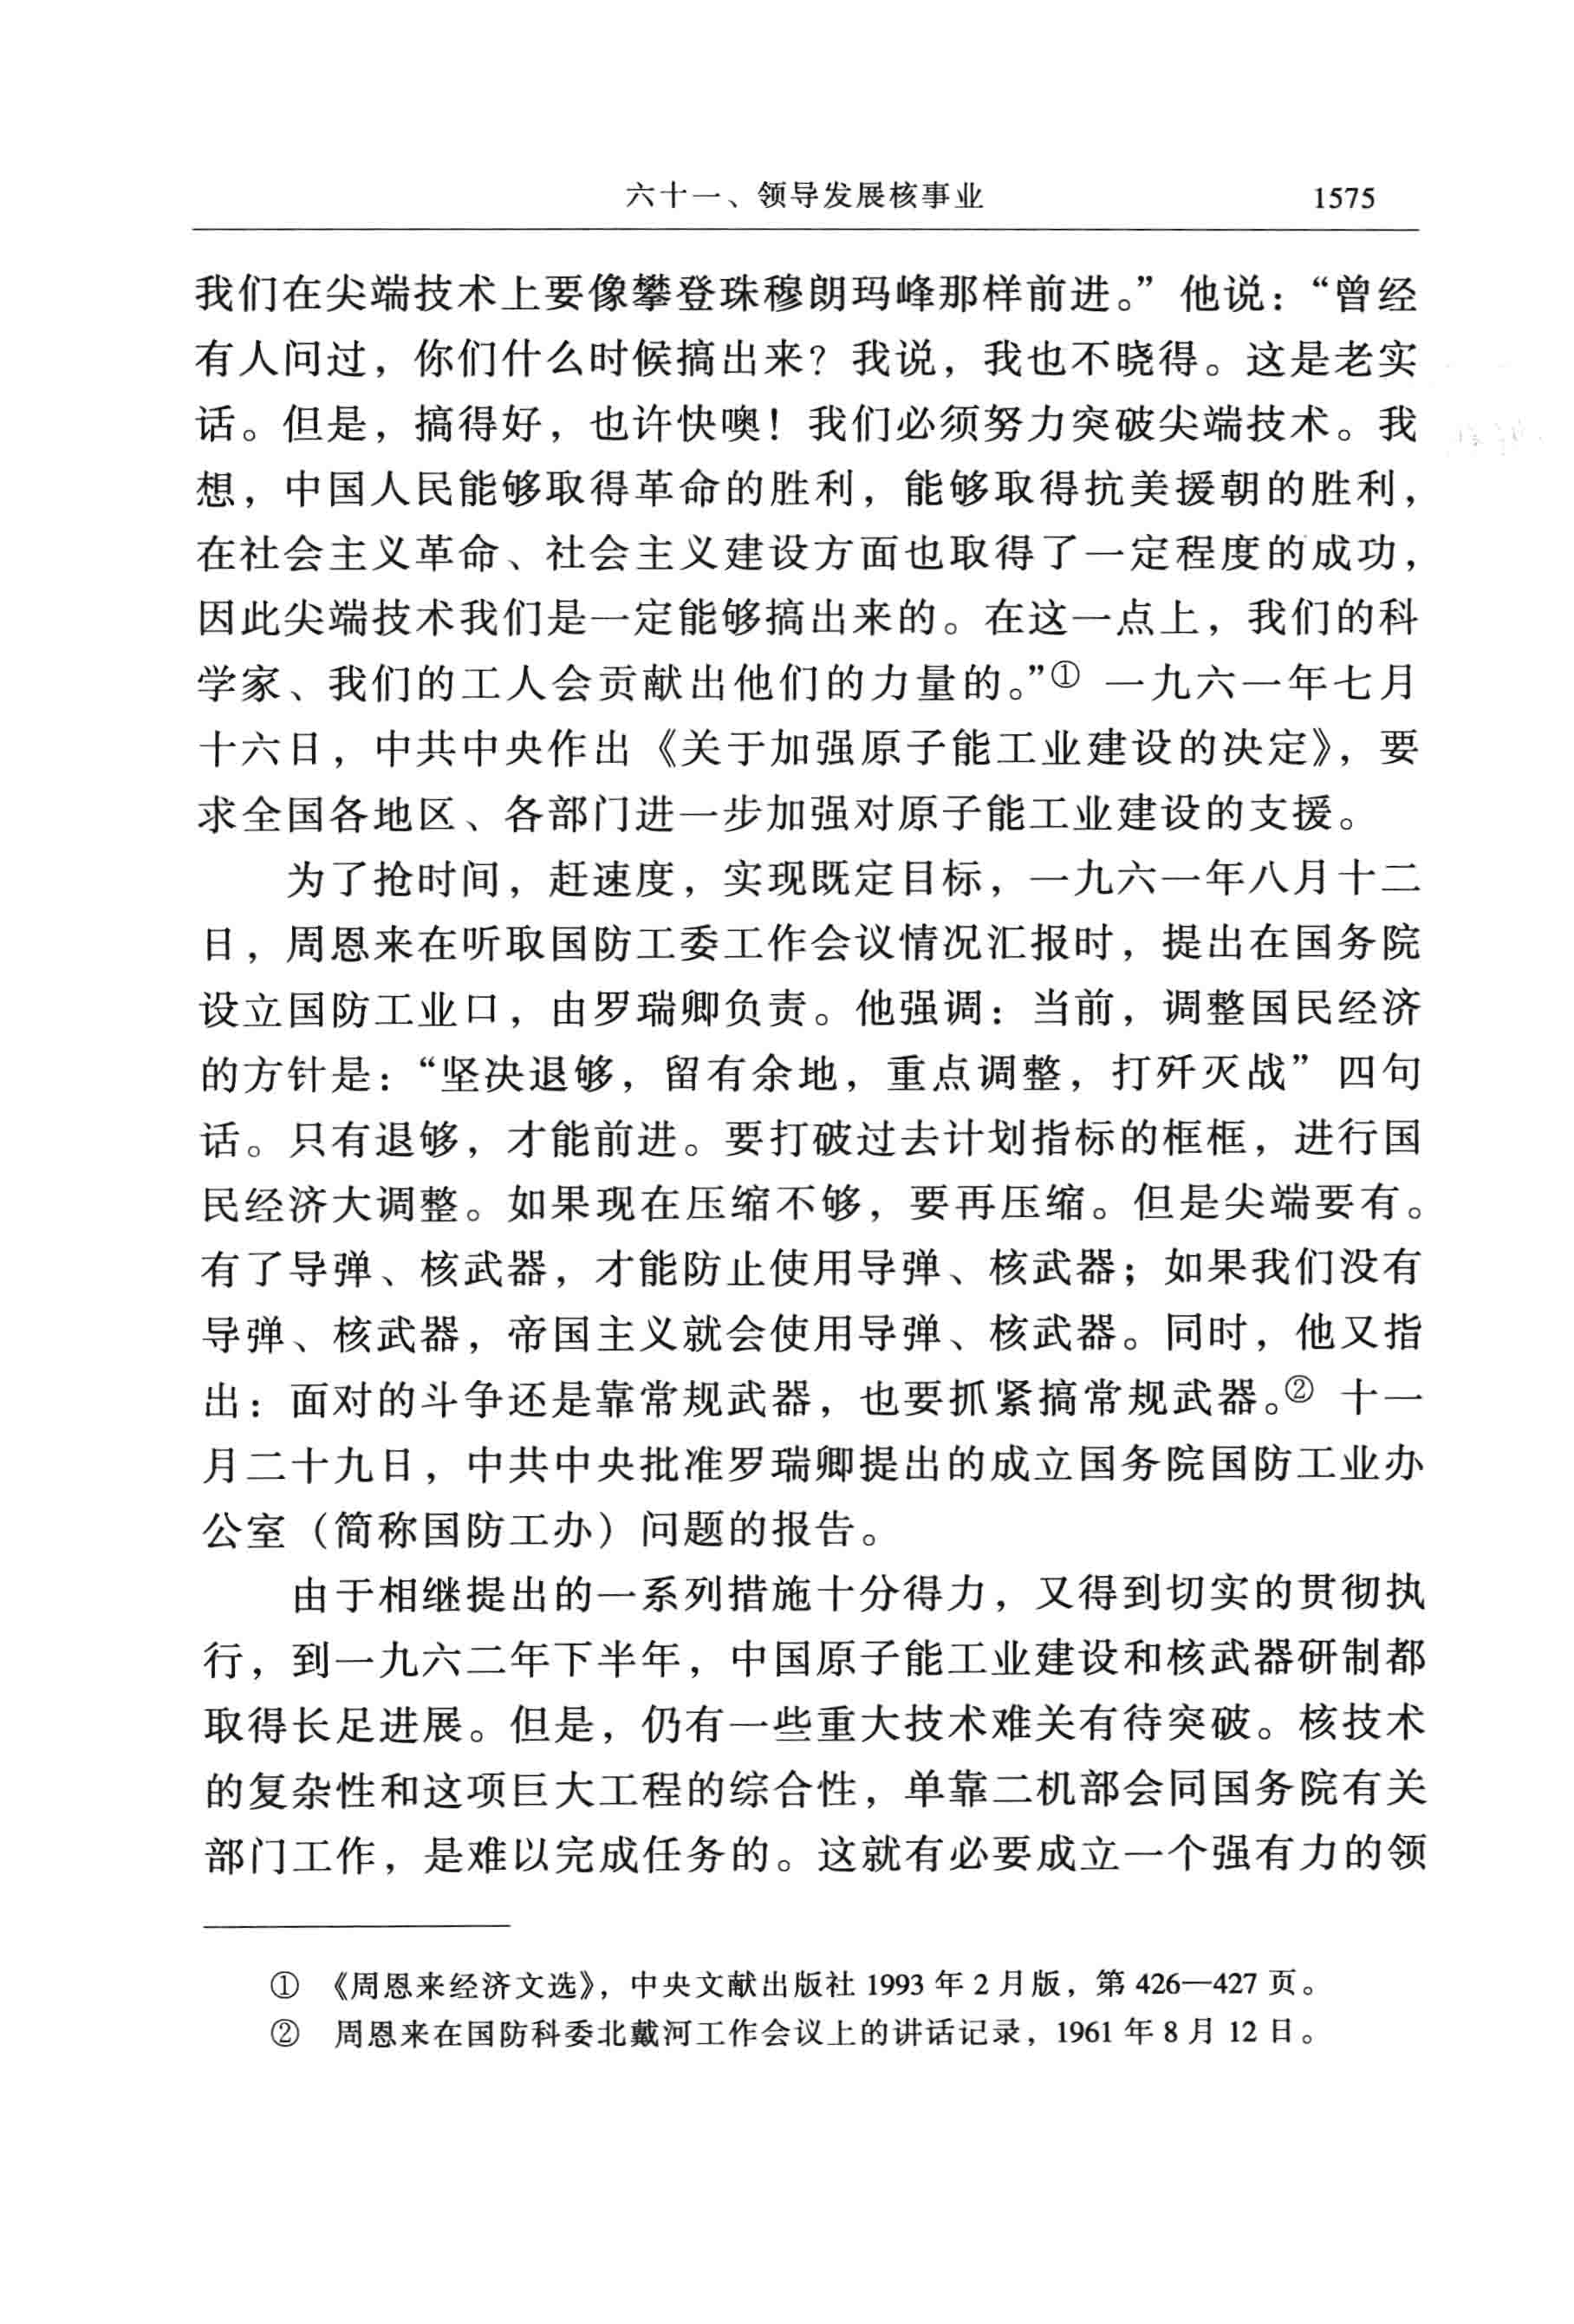 六十一、领导发展核事业 1575
我们在尖端技术上要像攀登珠穆朗玛峰那样前进。”他说：“曾经
有人问过，你们什么时候搞出来？我说，我也不晓得。这是老实
话。但是，搞得好，也许快噢！我们必须努力突破尖端技术。我
想，中国人民能够取得革命的胜利，能够取得抗美援朝的胜利，
在社会主义革命、社会主义建设方面也取得了一定程度的成功，
因此尖端技术我们是一定能够搞出来的。在这一点上，我们的科
学家、我们的工人会贡献出他们的力量的。”① 一九六一年七月
十六日，中共中央作出《关于加强原子能工业建设的决定》，要
求全国各地区、各部门进一步加强对原子能工业建设的支援。
为了抢时间，赶速度，实现既定目标，一九六一年八月十二
日，周恩来在听取国防工委工作会议情况汇报时，提出在国务院
设立国防工业口，由罗瑞卿负责。他强调：当前，调整国民经济
的方针是：“坚决退够，留有余地，重点调整，打歼灭战”四句
话。只有退够，才能前进。要打破过去计划指标的框框，进行国
民经济大调整。如果现在压缩不够，要再压缩。但是尖端要有。
有了导弹、核武器，才能防止使用导弹、核武器；如果我们没有
导弹、核武器，帝国主义就会使用导弹、核武器。同时，他又指
出：面对的斗争还是靠常规武器，也要抓紧搞常规武器。② 十一
月二十九日，中共中央批准罗瑞卿提出的成立国务院国防工业办
公室（简称国防工办）问题的报告。
由于相继提出的一系列措施十分得力，又得到切实的贯彻执
行，到一九六二年下半年，中国原子能工业建设和核武器研制都
取得长足进展。但是，仍有一些重大技术难关有待突破。核技术
的复杂性和这项巨大工程的综合性，单靠二机部会同国务院有关
部门工作，是难以完成任务的。这就有必要成立一个强有力的领
① 《周恩来经济文选》，中央文献出版社 1993 年 2 月版，第 426—427 页。
② 周恩来在国防科委北戴河工作会议上的讲话记录，1961 年 8 月 12 日。